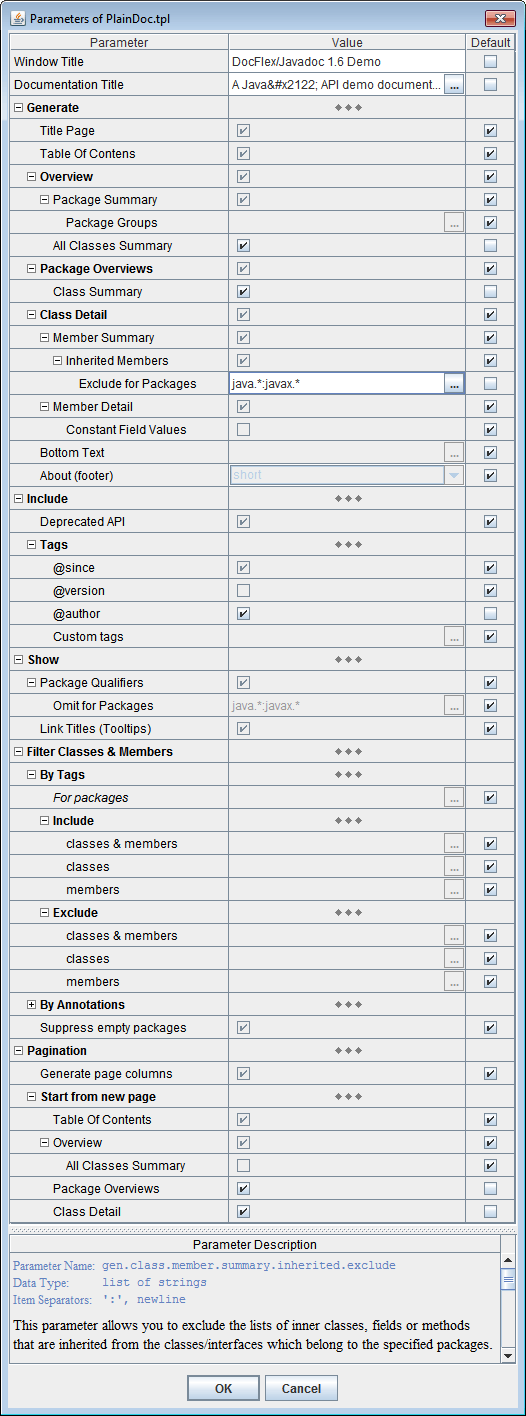 Parameters of PlainDoc.tpl
Parameter Value Default
Window Title DocFlex/Javadoc 1.6 Demo
Documentation Title A Java&#x2122; API demo document... ...
Generate
Title Page
Table Of Contens
Overview
Package Summary
Package Groups ...
All Classes Summary
Package Overviews
Class Summary
Class Detail
Member Summary
Inherited Members
Exclude for Packages java.*:javax.* ...
Member Detail
Constant Field Values
Bottom Text ...
About (footer) short
Include
Deprecated API
Tags
@since
@version
@author
Custom tags ...
Show
Package Qualifiers
Omit for Packages java.*:javax.* ...
Link Titles (Tooltips)
Filter Classes & Members
By Tags
For packages ...
Include
classes & members ...
classes ...
members ...
Exclude
classes & members ...
classes ...
members ...
By Annotations
Suppress empty packages
Pagination
Generate page columns
Start from new page
Table Of Contents
Overview
All Classes Summary
Package Overviews
Class Detail
Parameter Description
Parameter Name: gen.class.member.summary.inherited.exclude
Data Type: list of strings
Item Separators: ':', newline
This parameter allows you to exclude the lists of inner classes, fields or methods
that are inherited from the classes/interfaces which belong to the specified packages.
OK Cancel